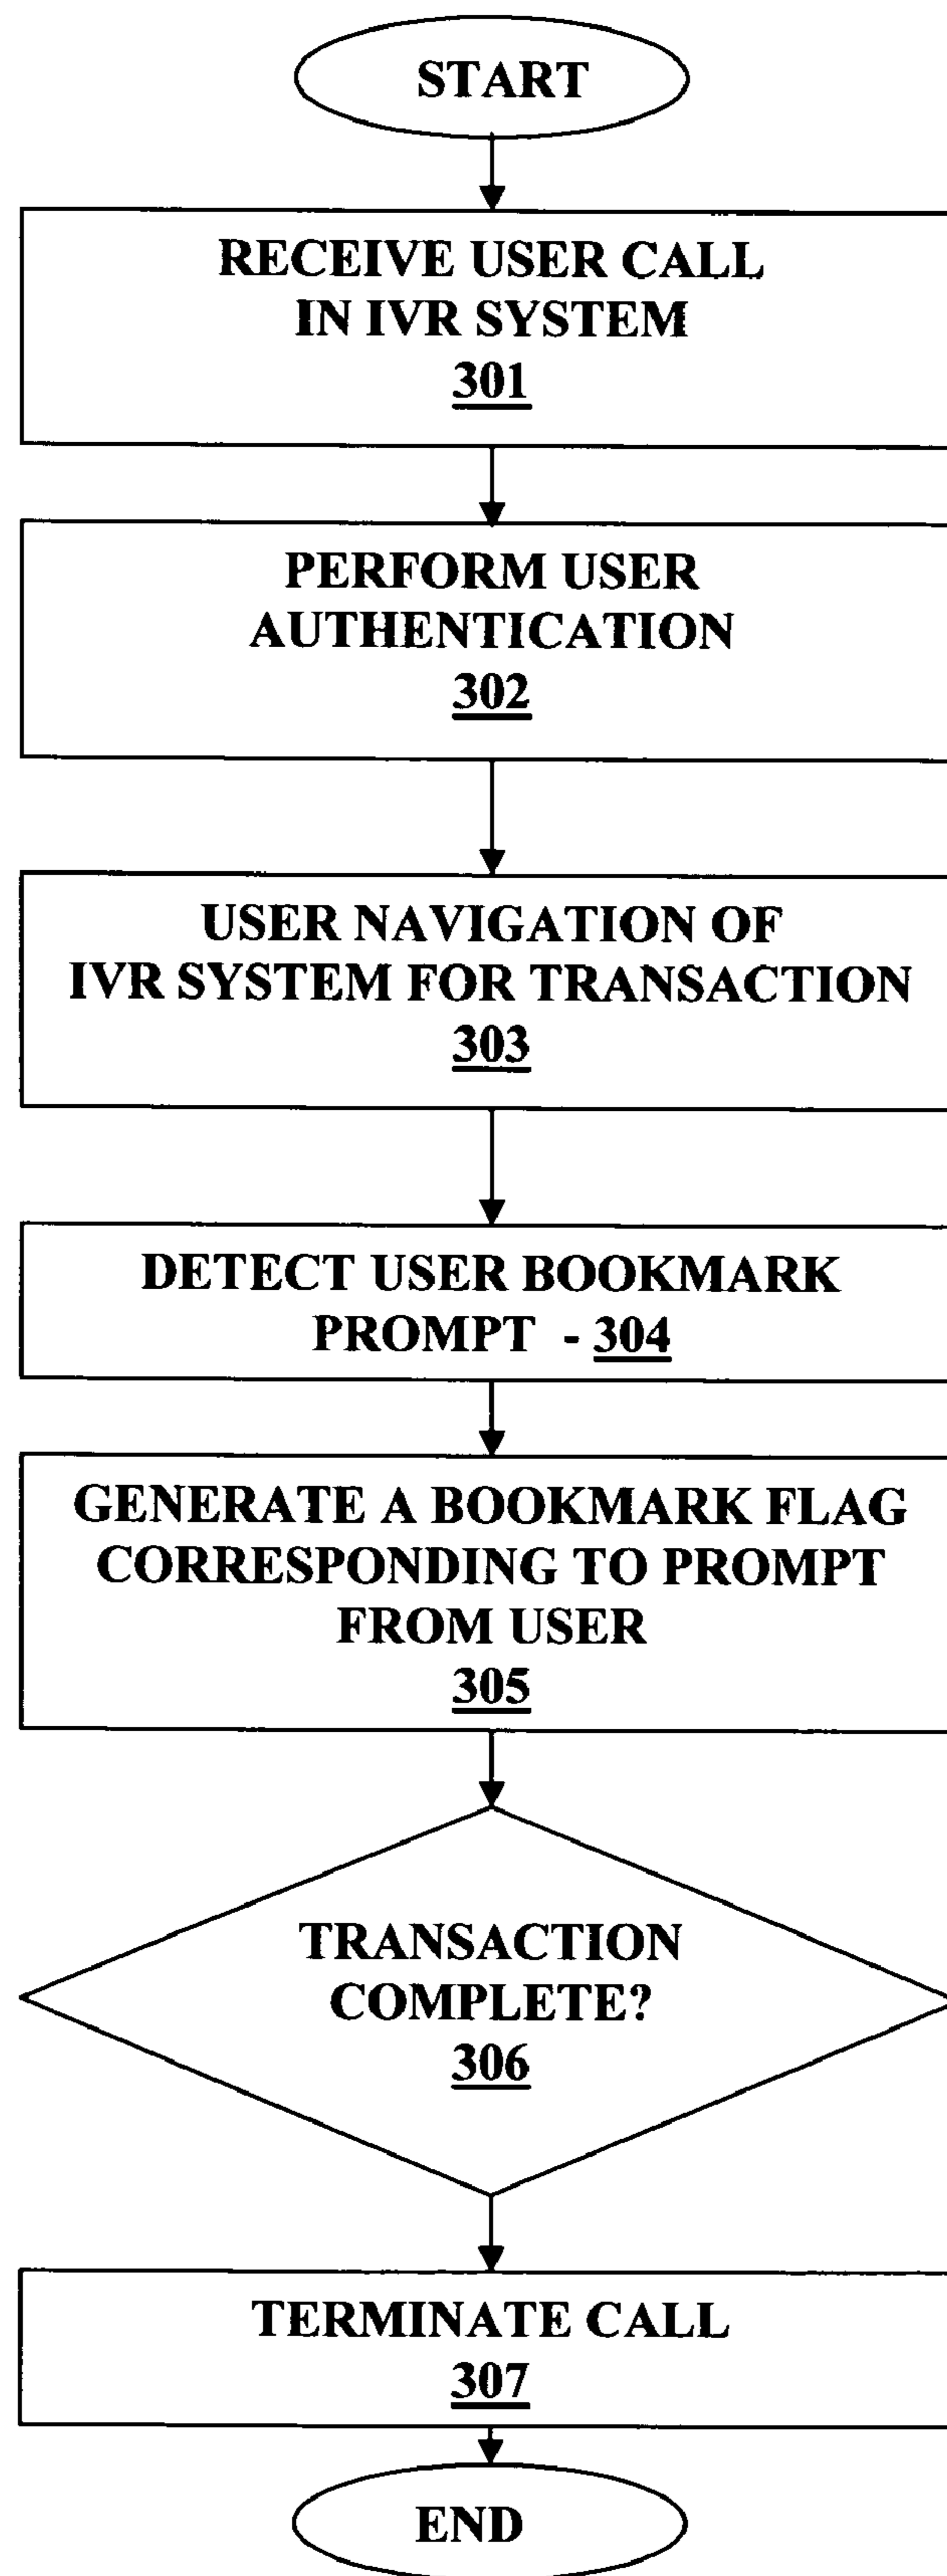 START
RECEIVE USER CALL
IN IVR SYSTEM
301
PERFORM USER
AUTHENTICATION
302
USER NAVIGATION OF
IVR SYSTEM FOR TRANSACTION
303
DETECT USER BOOKMARK
PROMPT - 304
GENERATE A BOOKMARK FLAG
CORRESPONDING TO PROMPT
FROM USER
305
TRANSACTION
COMPLETE?
306
TERMINATE CALL
307
END